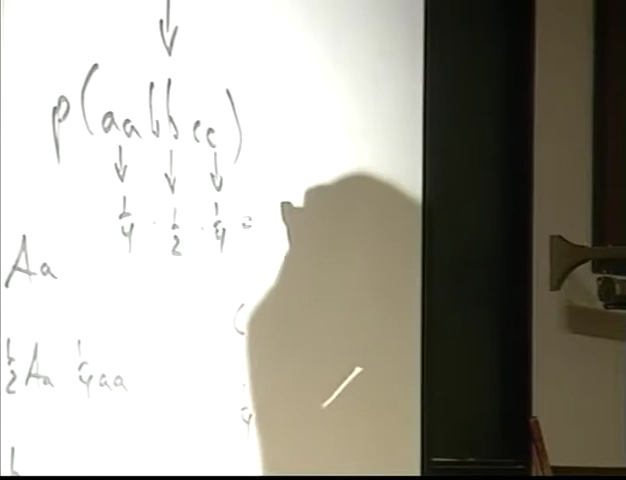 p(aabbcc)
1/4 · 1/2 · 1/4 =
Aa
1/2 Aa 1/4 aa